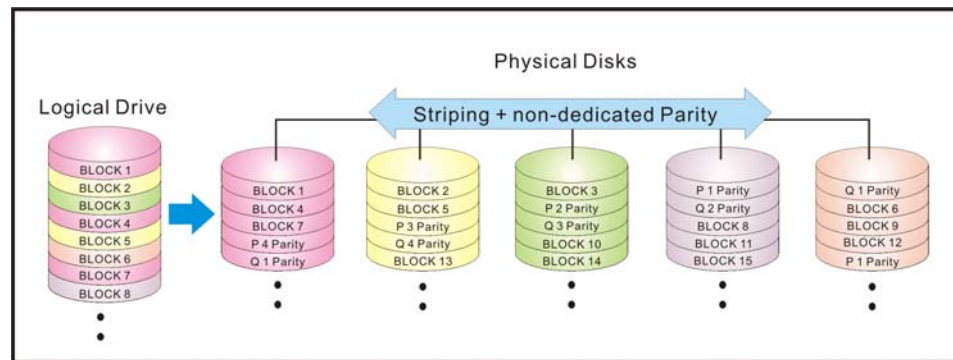 Physical Disks
Logical Drive
Striping + non-dedicated Parity
BLOCK 1
BLOCK 2
BLOCK 3
BLOCK 4
BLOCK 5
BLOCK 6
BLOCK 7
BLOCK 8
BLOCK 1
BLOCK 4
BLOCK 7
P 4 Parity
Q 1 Parity
BLOCK 2
BLOCK 5
P 3 Parity
Q 4 Parity
BLOCK 13
BLOCK 3
P 2 Parity
Q 3 Parity
BLOCK 10
BLOCK 14
P 1 Parity
Q 2 Parity
BLOCK 8
BLOCK 11
BLOCK 15
Q 1 Parity
BLOCK 6
BLOCK 9
BLOCK 12
P 1 Parity